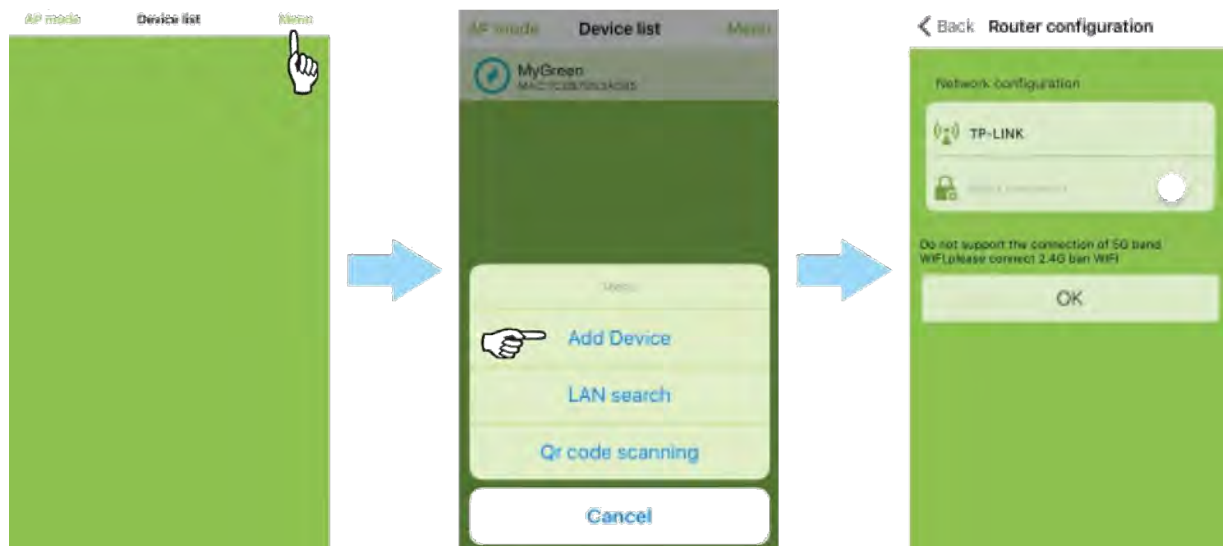 AP mode Device list Menu
AP mode Device list Menu
MyGreen
Menu
Add Device
LAN search
Qr code scanning
Cancel
Back Router configuration
Network configuration
TP-LINK
Do not support the connection of 5G band
WIFI,please connect 2.4G ban WIFI
OK